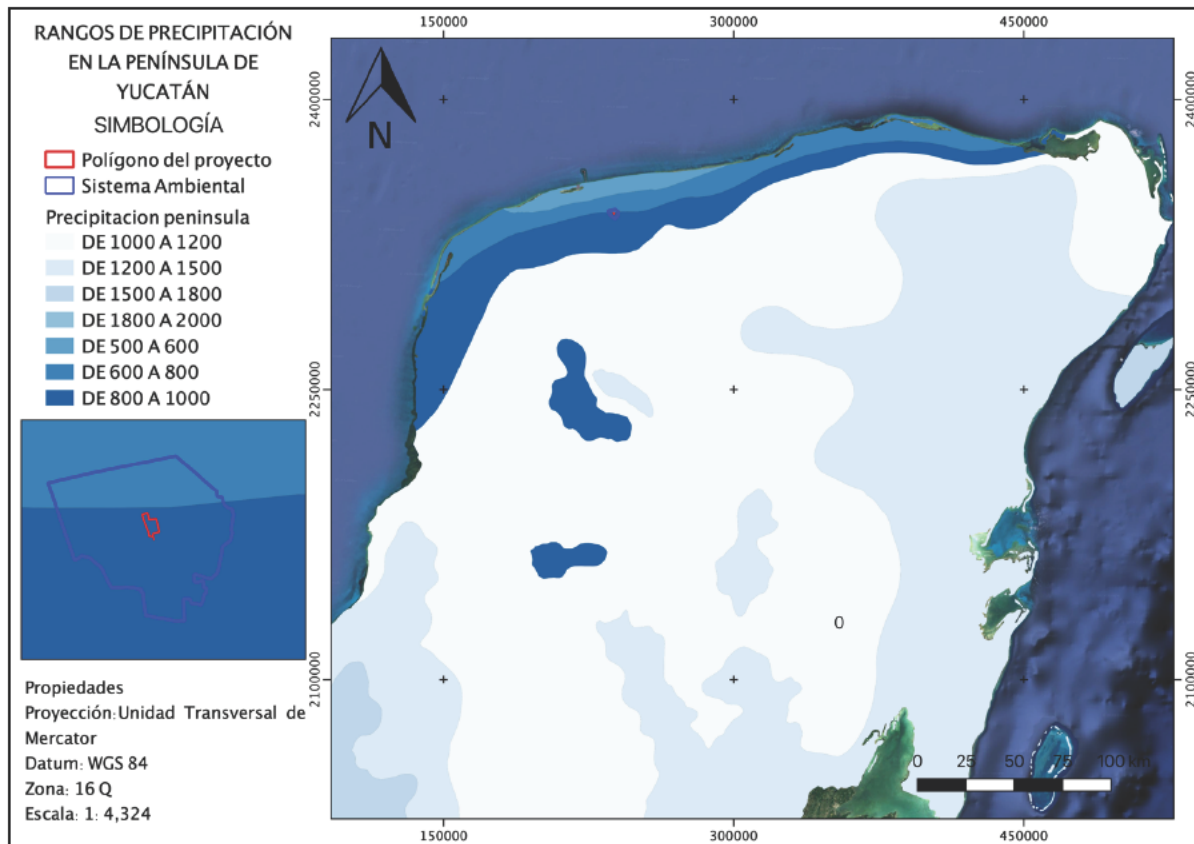 RANGOS DE PRECIPITACIÓN
EN LA PENÍNSULA DE
YUCATÁN
SIMBOLOGÍA
Polígono del proyecto
Sistema Ambiental
Precipitacion peninsula
DE 1000 A 1200
DE 1200 A 1500
DE 1500 A 1800
DE 1800 A 2000
DE 500 A 600
DE 600 A 800
DE 800 A 1000
Propiedades
Proyección:Unidad Transversal de
Mercator
Datum: WGS 84
Zona: 16 Q
Escala: 1: 4,324
150000 300000 450000
2400000
2400000
N
2250000
2250000
0
2100000
2100000
0 25 50 75 100 km
150000 300000 450000